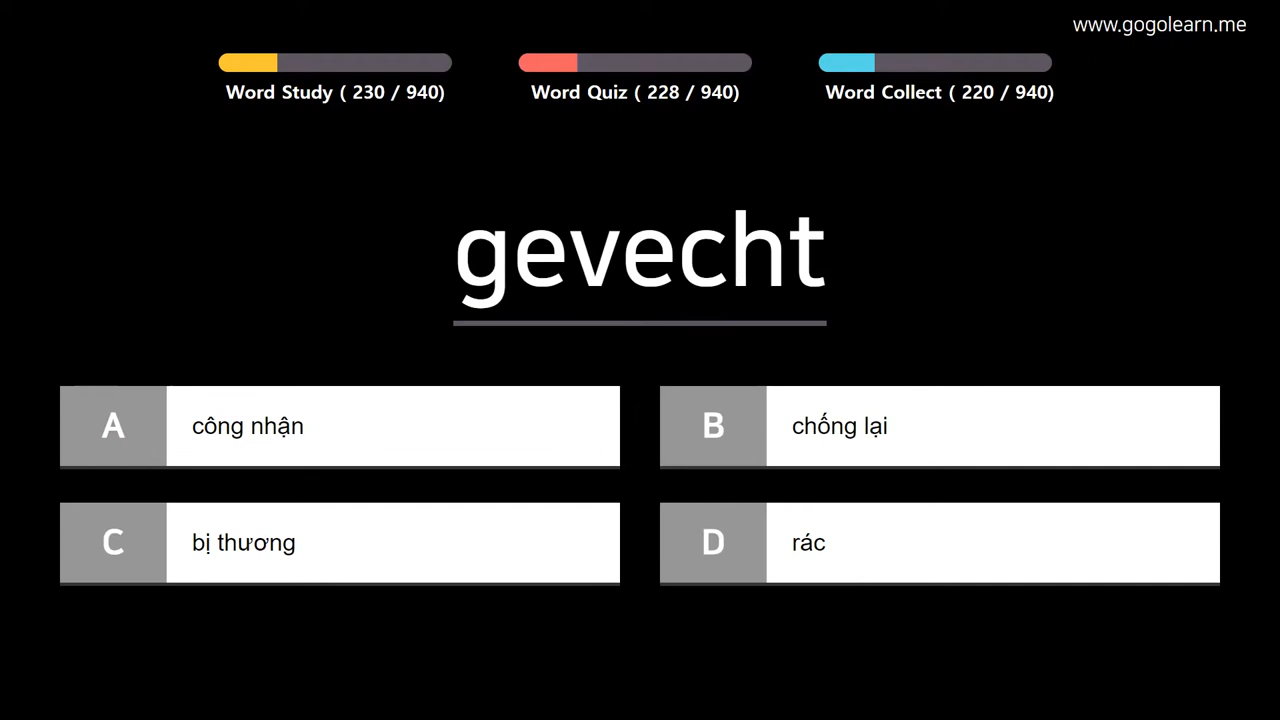 www.gogolearn.me
Word Study ( 230 / 940)
Word Quiz ( 228 / 940)
Word Collect ( 220 / 940)
gevecht
A công nhận
B chống lại
C bị thương
D rác